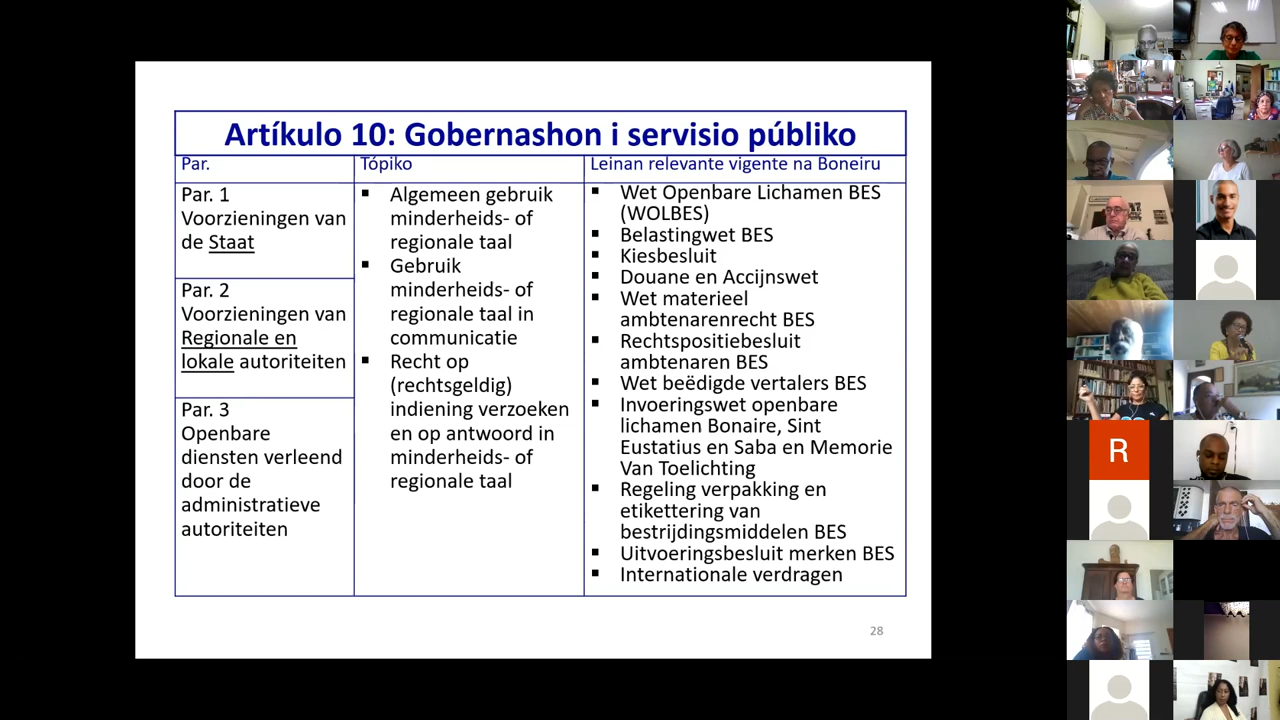 Artíkulo 10: Gobernashon i servisio públiko
Par.
Tópiko
Leinan relevante vigente na Boneiru
Par. 1
Voorzieningen van
de Staat
Par. 2
Voorzieningen van
Regionale en
lokale autoriteiten
Par. 3
Openbare
diensten verleend
door de
administratieve
autoriteiten
▪ Algemeen gebruik
minderheids- of
regionale taal
▪ Gebruik
minderheids- of
regionale taal in
communicatie
▪ Recht op
(rechtsgeldig)
indiening verzoeken
en op antwoord in
minderheids- of
regionale taal
▪ Wet Openbare Lichamen BES
(WOLBES)
▪ Belastingwet BES
▪ Kiesbesluit
▪ Douane en Accijnswet
▪ Wet materieel
ambtenarenrecht BES
▪ Rechtspositiebesluit
ambtenaren BES
▪ Wet beëdigde vertalers BES
▪ Invoeringswet openbare
lichamen Bonaire, Sint
Eustatius en Saba en Memorie
Van Toelichting
▪ Regeling verpakking en
etikettering van
bestrijdingsmiddelen BES
▪ Uitvoeringsbesluit merken BES
▪ Internationale verdragen
28
R